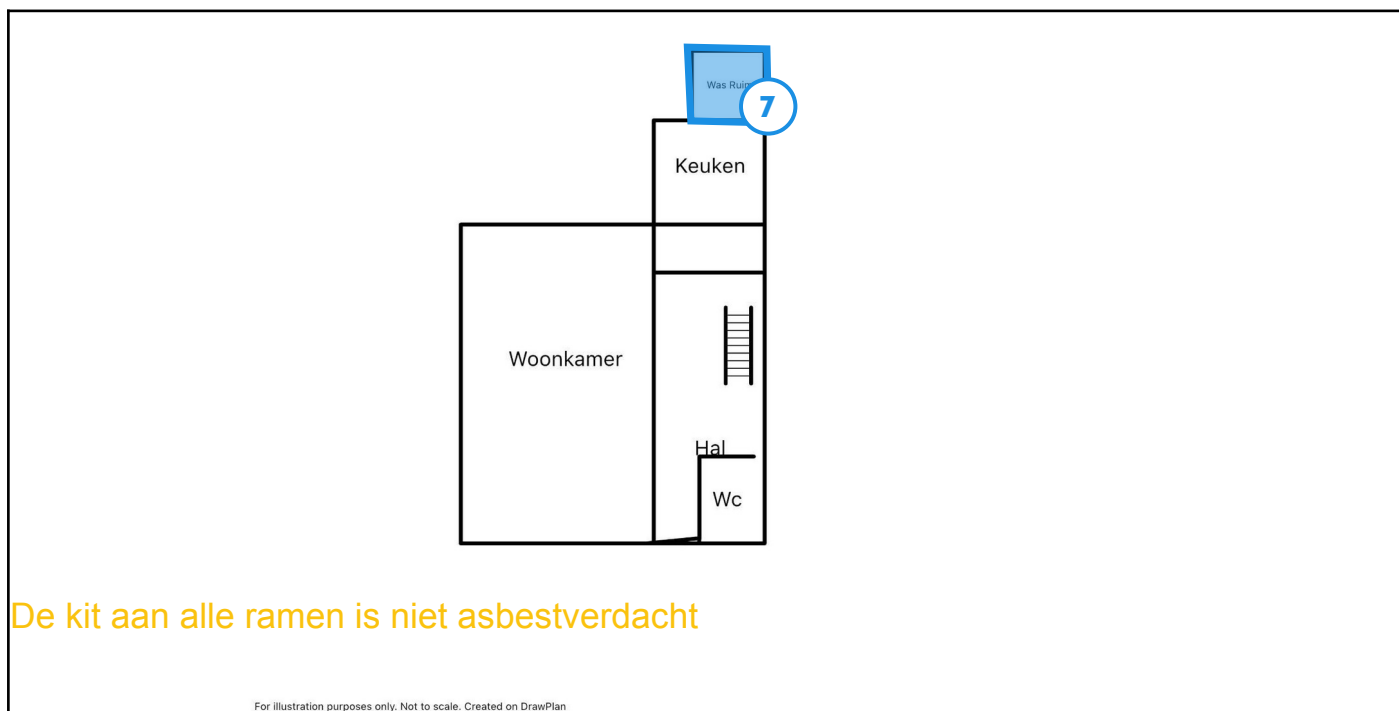 Was
7
Keuken
Woonkamer
Hal
Wc
De kit aan alle ramen is niet asbestverdacht
For illustration purposes only. Not to scale. Created on DrawPlan